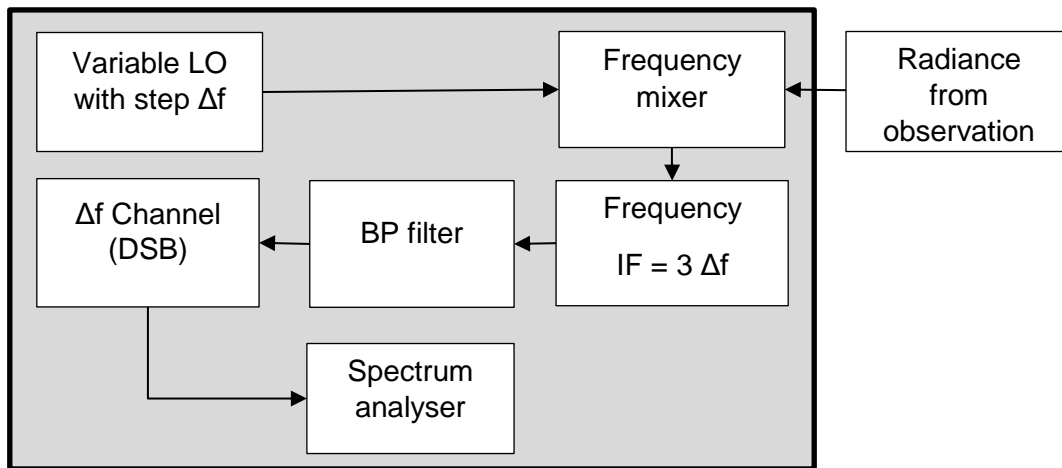 Variable LO
with step Δf
Frequency
mixer
Radiance
from
observation
Δf Channel
(DSB)
BP filter
Frequency
IF = 3 Δf
Spectrum
analyser